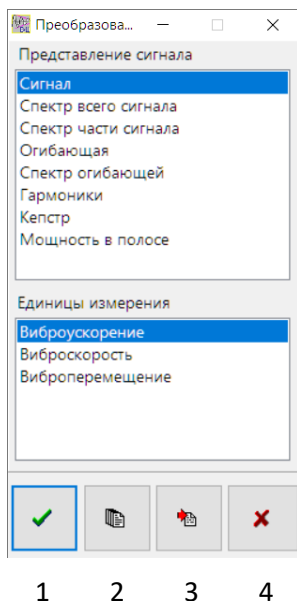 Преобразова...
Представление сигнала
Сигнал
Спектр всего сигнала
Спектр части сигнала
Огибающая
Спектр огибающей
Гармоники
Кепстр
Мощность в полосе
Единицы измерения
Виброускорение
Виброскорость
Виброперемещение
1 2 3 4